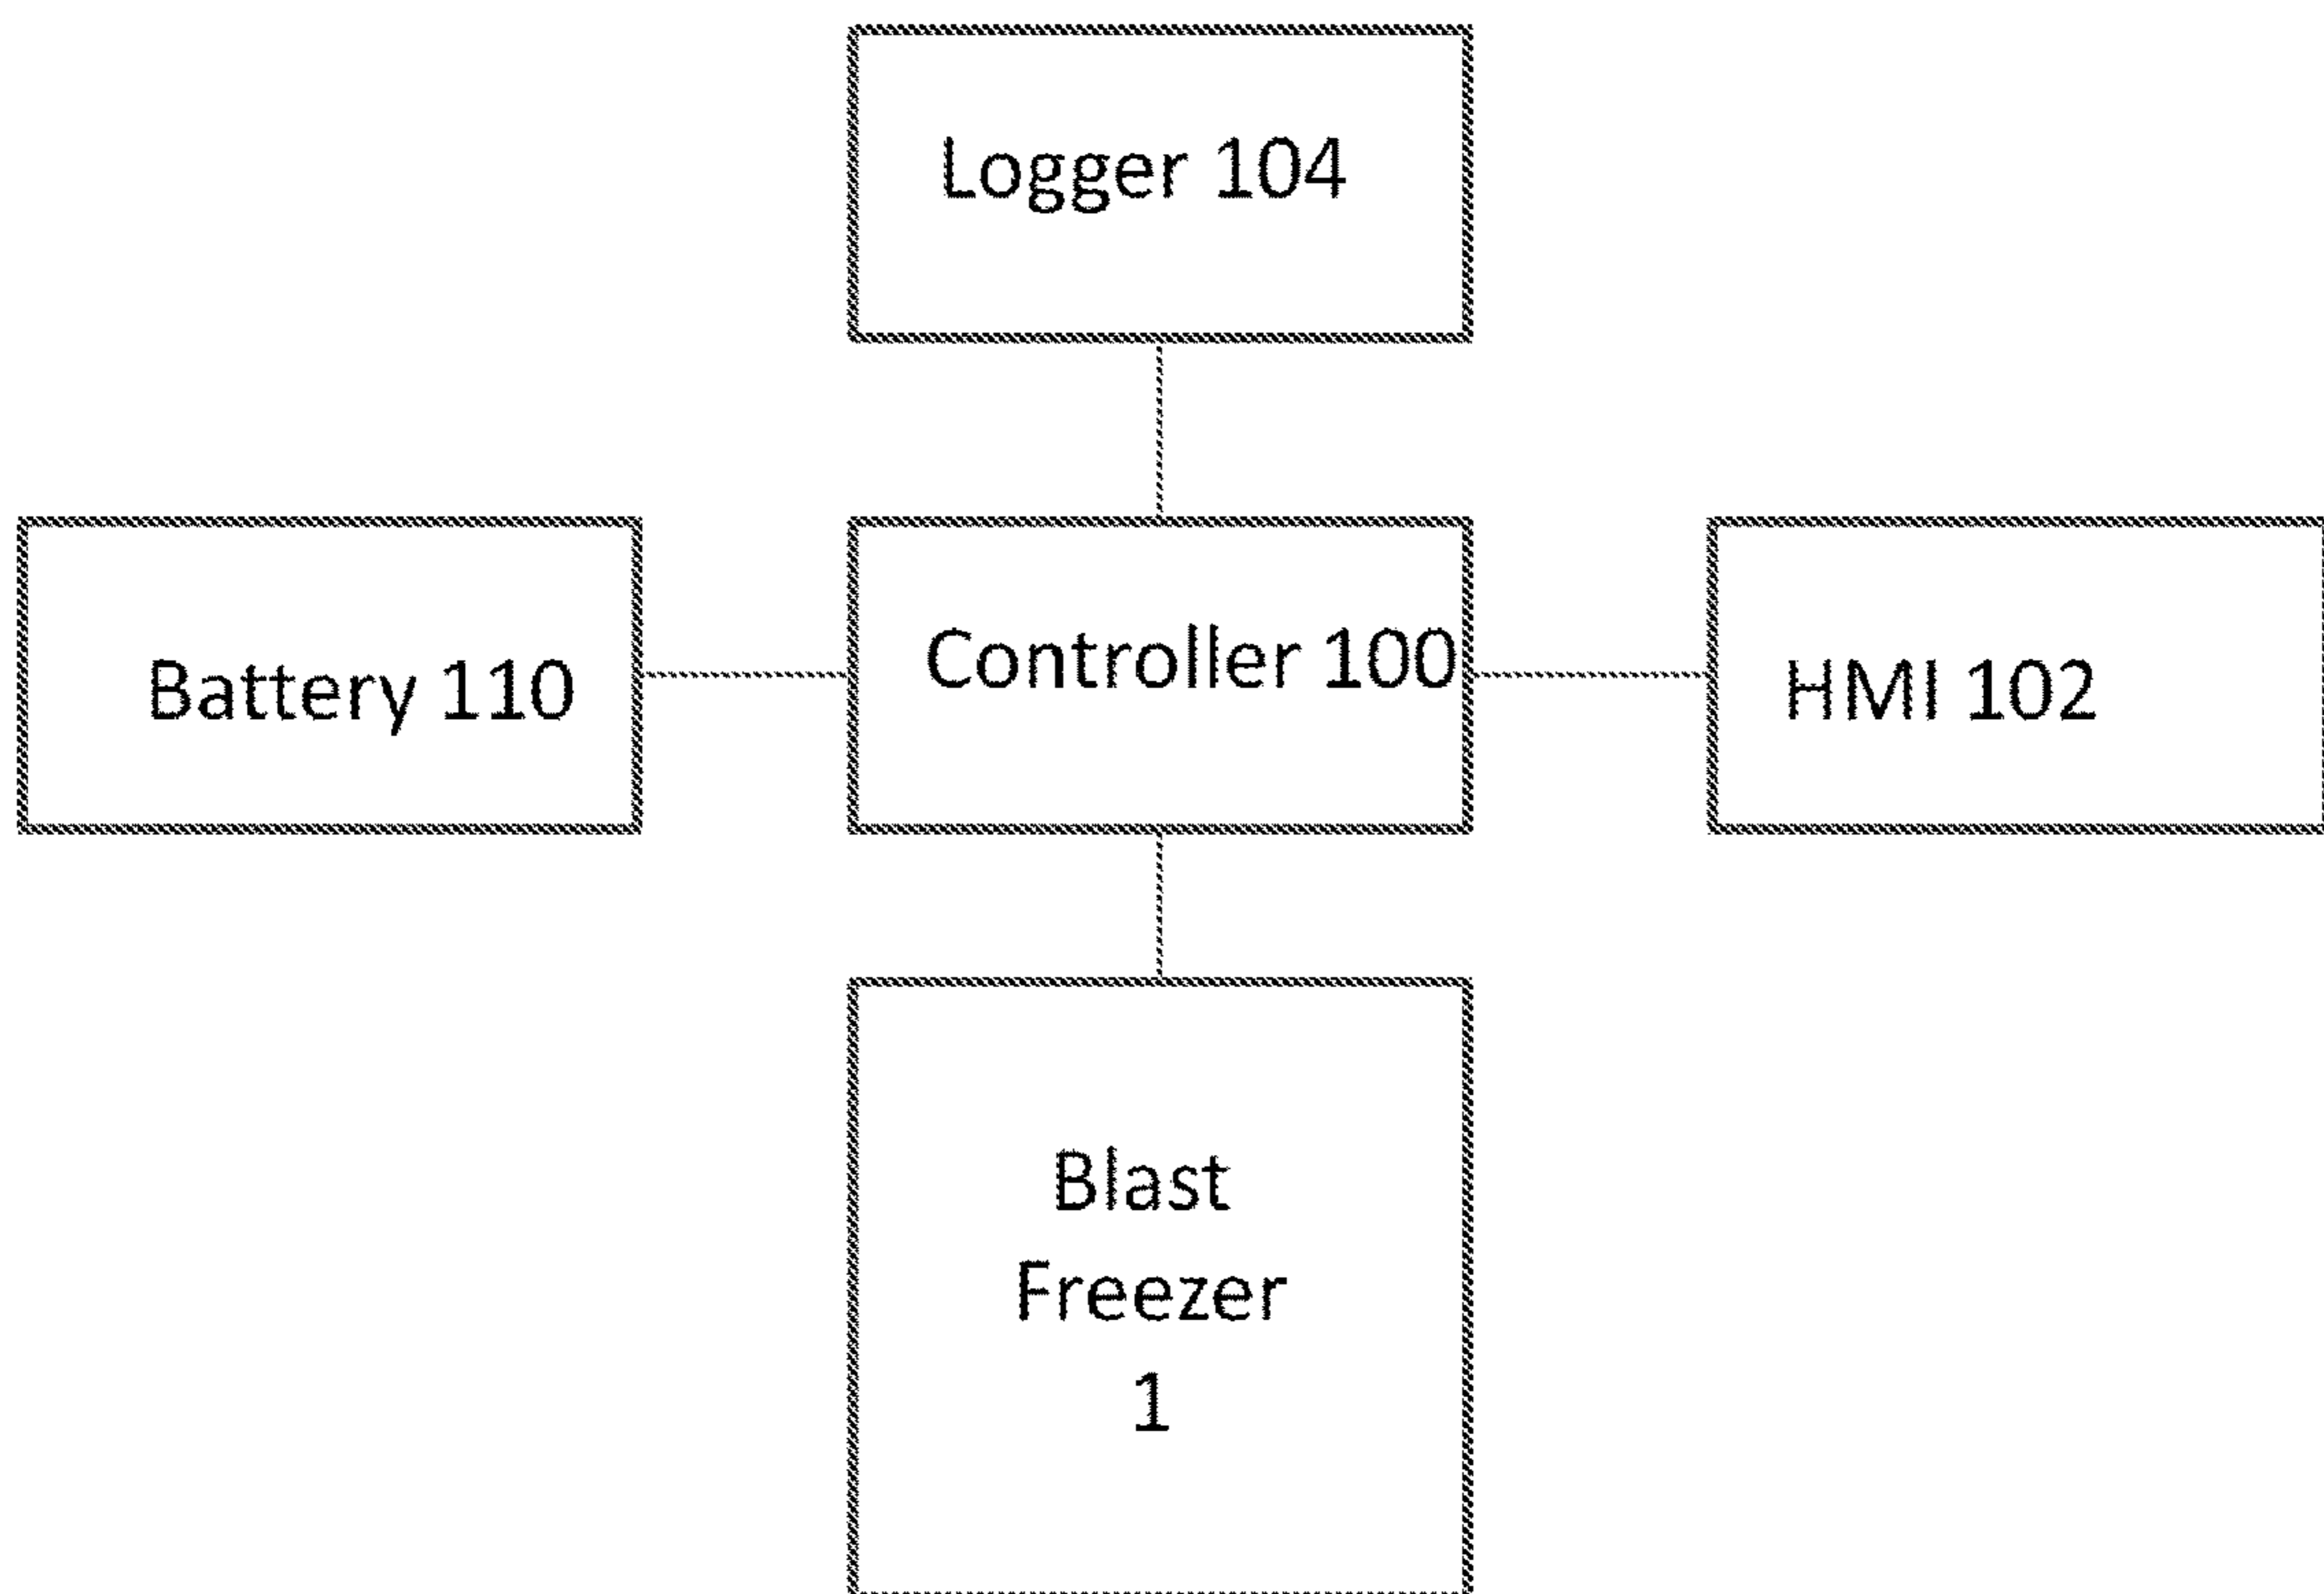 Logger 104
Battery 110
Controller 100
HMI 102
Blast
Freezer
1